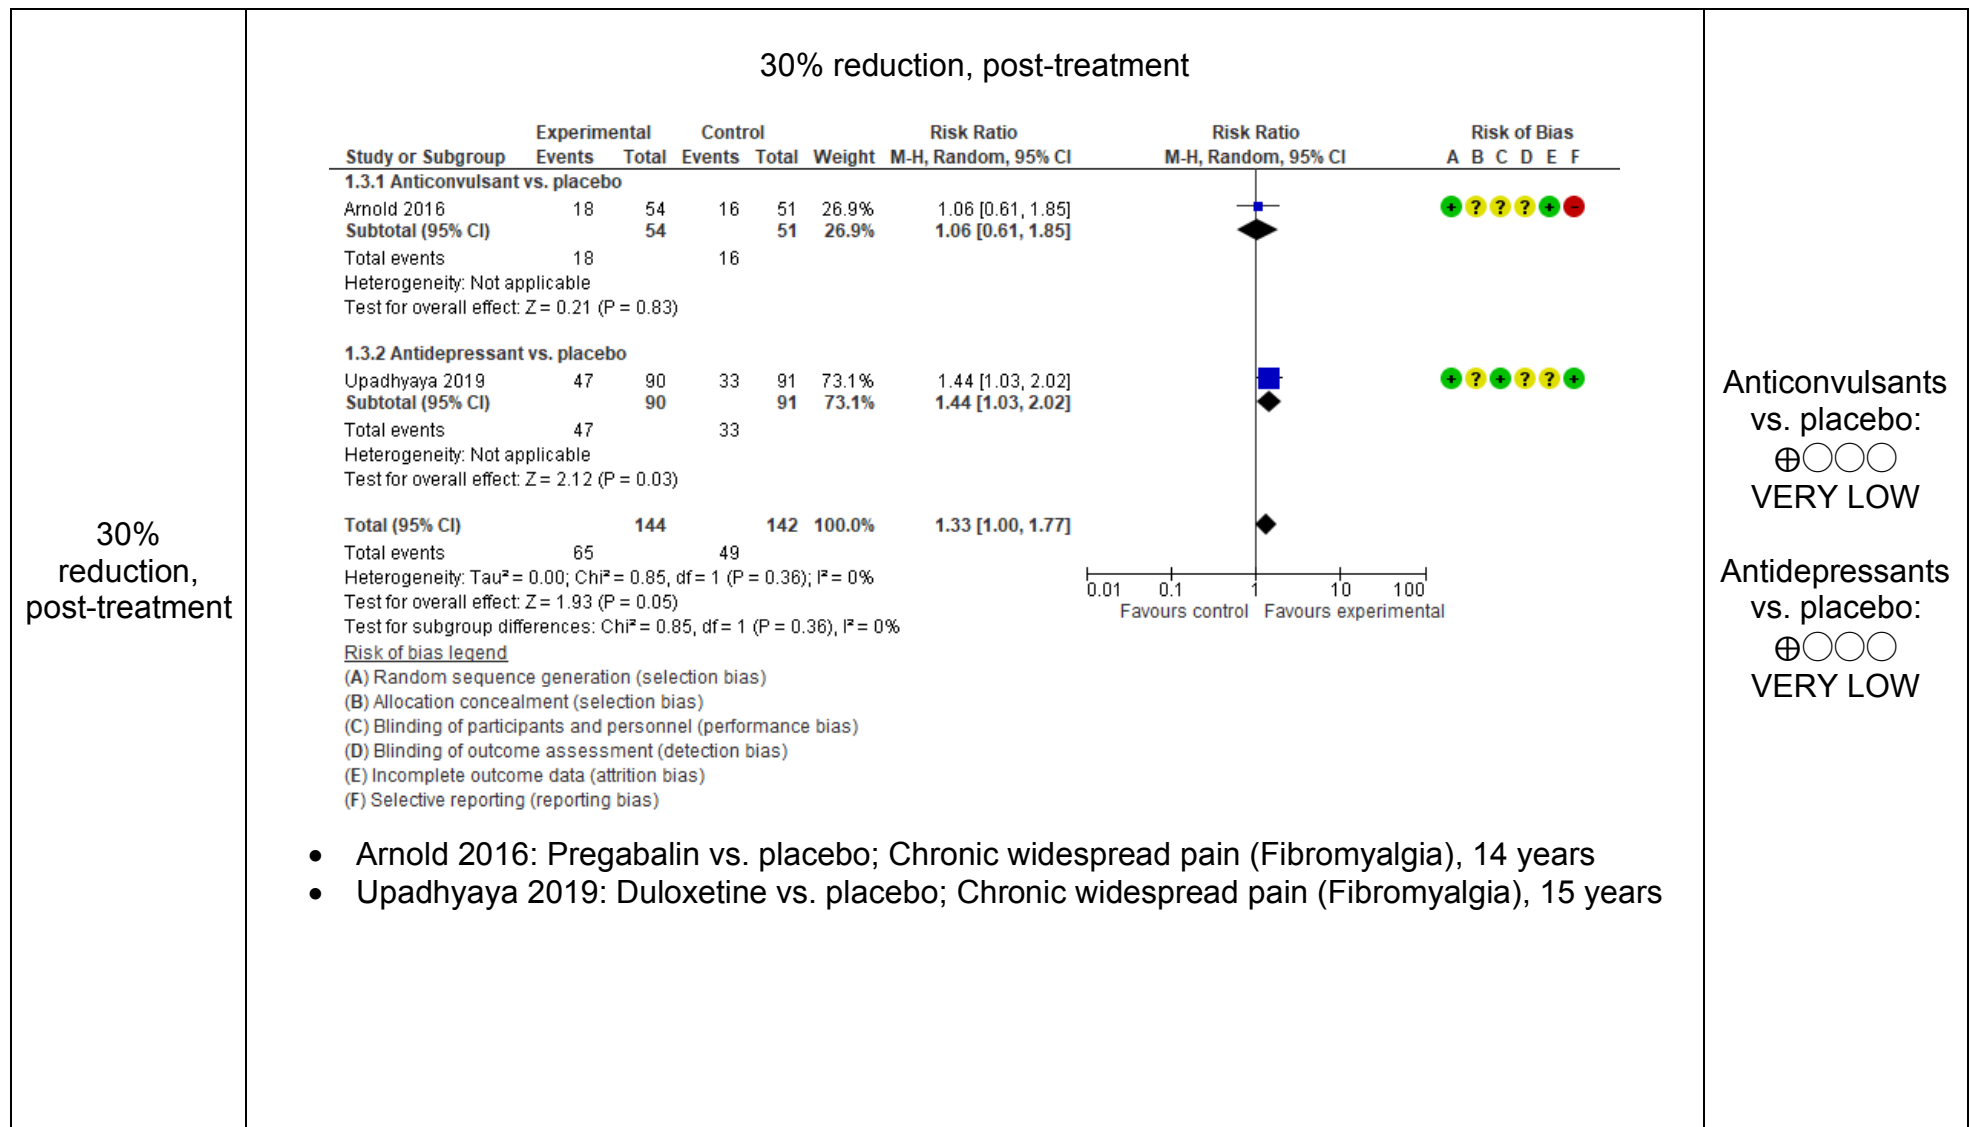 30%
reduction,
post-treatment
30% reduction, post-treatment
Experimental Control Risk Ratio Risk Ratio Risk of Bias
Study or Subgroup Events Total Events Total Weight M-H, Random, 95% CI M-H, Random, 95% CI A B C D E F
1.3.1 Anticonvulsant vs. placebo
Arnold 2016 18 54 16 51 26.9% 1.06 [0.61, 1.85] + ? ? ? + -
Subtotal (95% CI) 54 51 26.9% 1.06 [0.61, 1.85]
Total events 18 16
Heterogeneity: Not applicable
Test for overall effect: Z = 0.21 (P = 0.83)
1.3.2 Antidepressant vs. placebo
Upadhyaya 2019 47 90 33 91 73.1% 1.44 [1.03, 2.02] + ? + ? ? +
Subtotal (95% CI) 90 91 73.1% 1.44 [1.03, 2.02]
Total events 47 33
Heterogeneity: Not applicable
Test for overall effect: Z = 2.12 (P = 0.03)
Total (95% CI) 144 142 100.0% 1.33 [1.00, 1.77]
Total events 65 49
Heterogeneity: Tau² = 0.00; Chi² = 0.85, df = 1 (P = 0.36); I² = 0%
Test for overall effect: Z = 1.93 (P = 0.05)
Test for subgroup differences: Chi² = 0.85, df = 1 (P = 0.36), I² = 0%
0.01 0.1 1 10 100
Favours control Favours experimental
Risk of bias legend
(A) Random sequence generation (selection bias)
(B) Allocation concealment (selection bias)
(C) Blinding of participants and personnel (performance bias)
(D) Blinding of outcome assessment (detection bias)
(E) Incomplete outcome data (attrition bias)
(F) Selective reporting (reporting bias)
• Arnold 2016: Pregabalin vs. placebo; Chronic widespread pain (Fibromyalgia), 14 years
• Upadhyaya 2019: Duloxetine vs. placebo; Chronic widespread pain (Fibromyalgia), 15 years
Anticonvulsants
vs. placebo:
⊕◯◯◯
VERY LOW
Antidepressants
vs. placebo:
⊕◯◯◯
VERY LOW